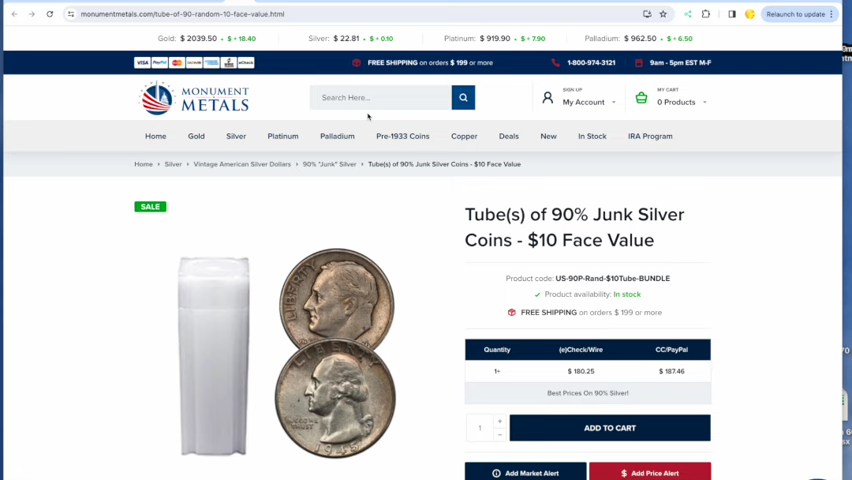 monumentmetals.com/tube-of-90-random-10-face-value.html
Relaunch to update
Gold: $ 2039.50 $ + 18.40 Silver: $ 22.81 $ + 0.10 Platinum: $ 919.90 $ + 7.90 Palladium: $ 962.50 $ + 6.50
VISA PayPal eCheck FREE SHIPPING on orders $ 199 or more 1-800-974-3121 9am - 5pm EST M-F
MONUMENT METALS
Search Here...
SIGN UP
My Account
MY CART
0 Products
Home Gold Silver Platinum Palladium Pre-1933 Coins Copper Deals New In Stock IRA Program
Home > Silver > Vintage American Silver Dollars > 90% "Junk" Silver > Tube(s) of 90% Junk Silver Coins - $10 Face Value
SALE
Tube(s) of 90% Junk Silver
Coins - $10 Face Value
Product code: US-90P-Rand-$10Tube-BUNDLE
Product availability: In stock
FREE SHIPPING on orders $ 199 or more
Quantity (e)Check/Wire CC/PayPal
1+ $ 180.25 $ 187.46
Best Prices On 90% Silver!
1 + − ADD TO CART
Add Market Alert Add Price Alert
LIBERTY
LIBERTY